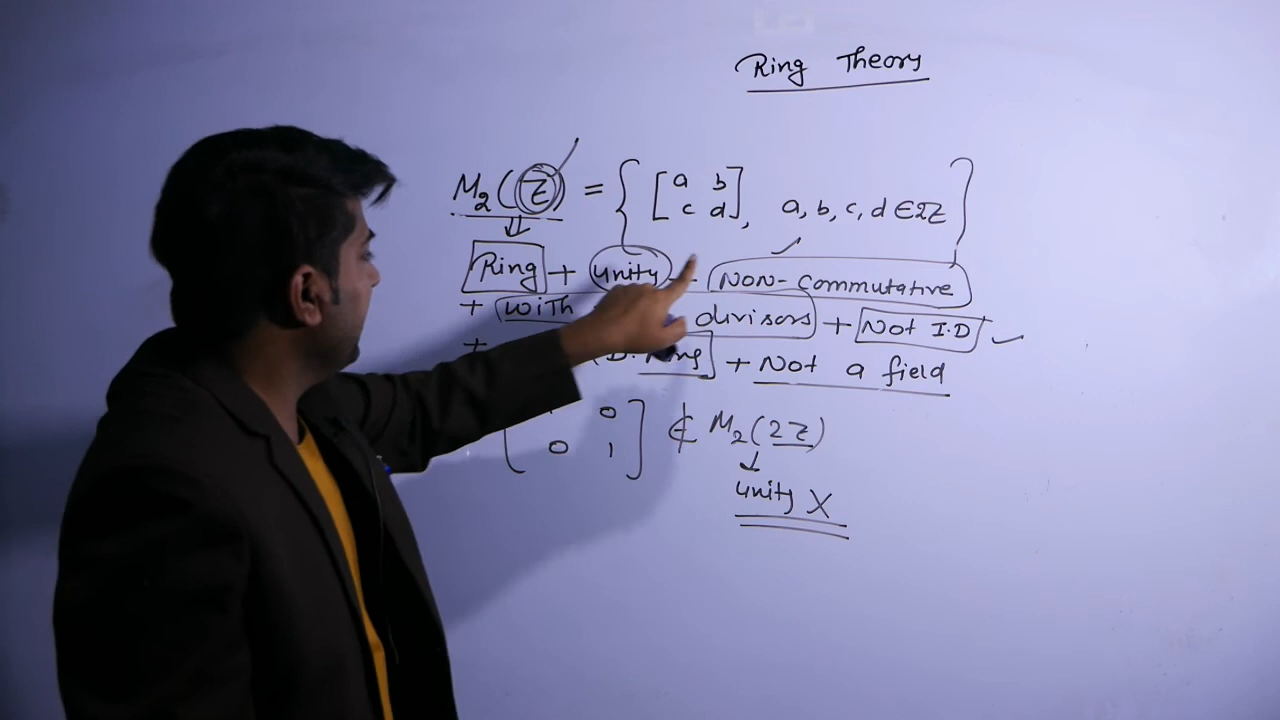 Ring Theory
M₂(Z) = { [ a b
c d ], a, b, c, d ∈ 2Z }
⇓
Ring + unity - NON-Commutative
+ with divisors + Not I.D ✓
+ D. Ring + Not a field
[ 0
0 1 ] ∉ M₂(2Z)
↓
unity X